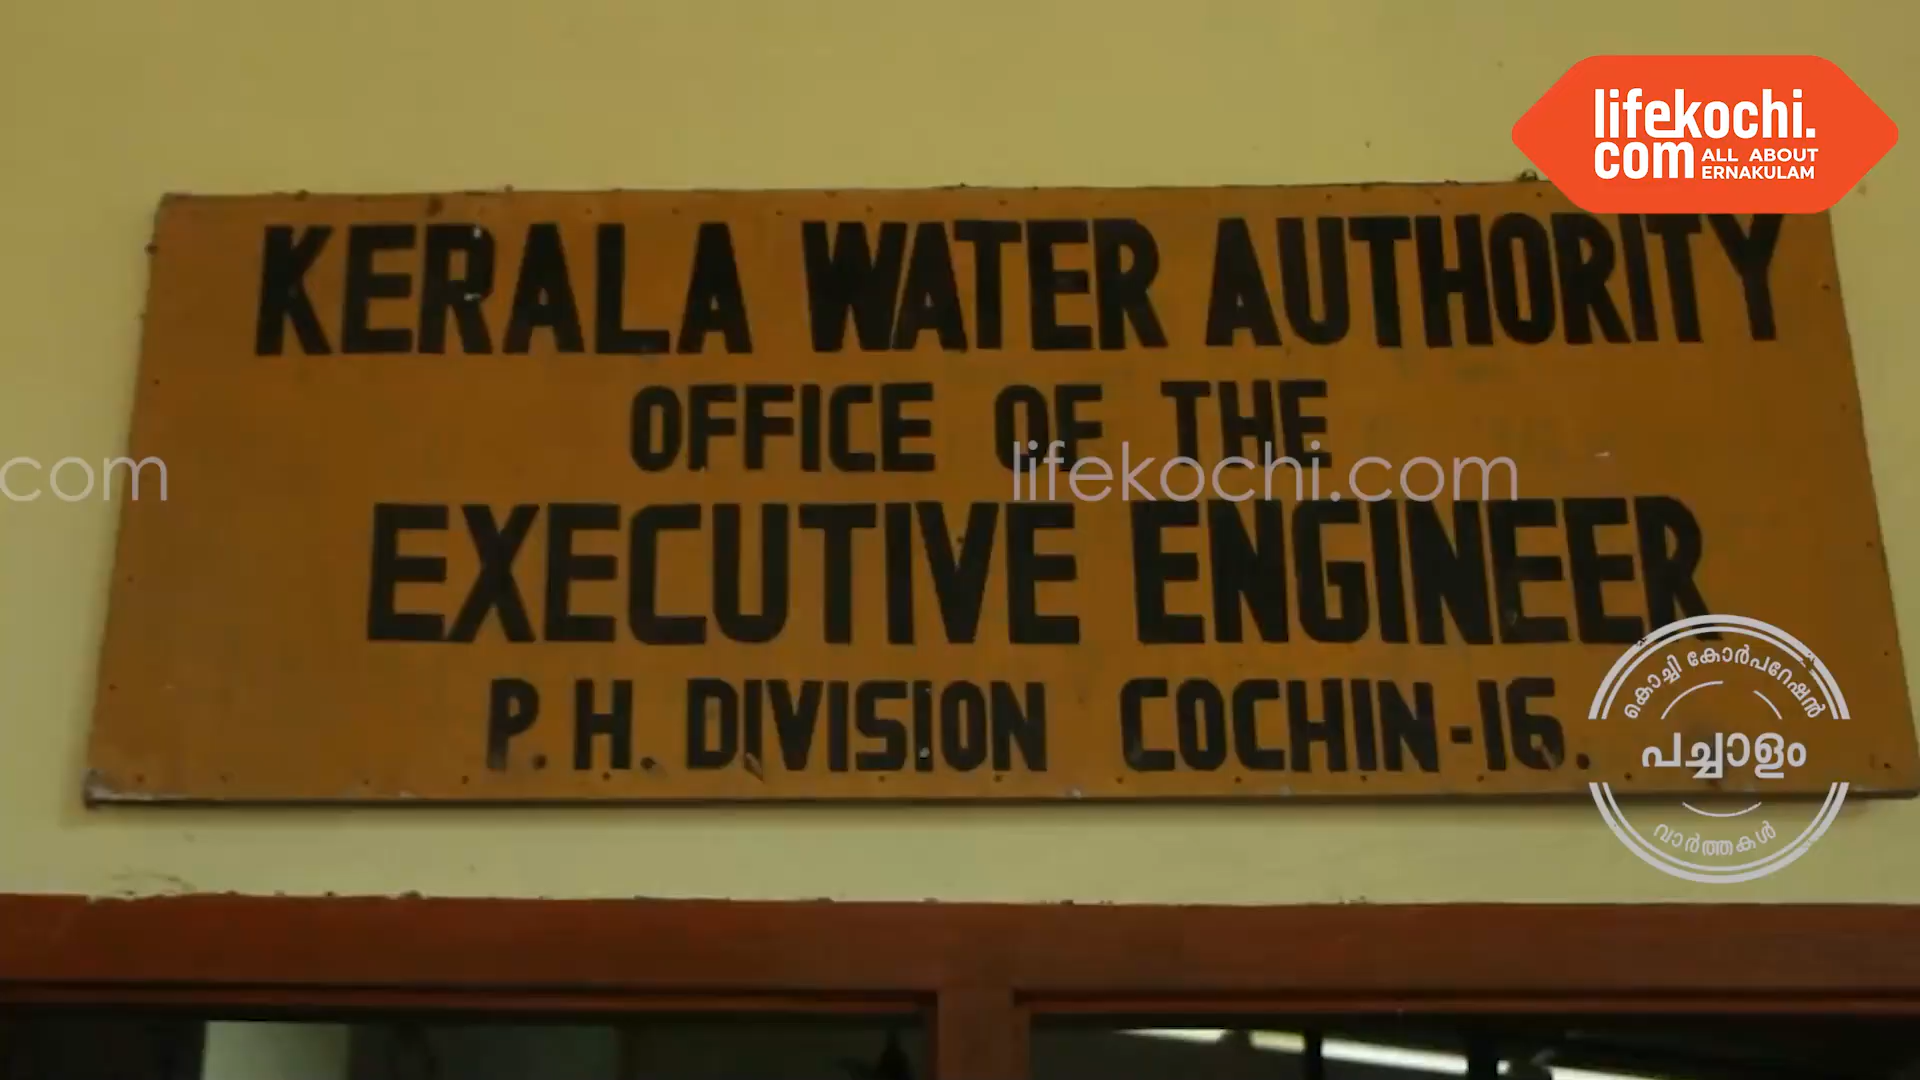 lifekochi.
com ALL ABOUT
ERNAKULAM
KERALA WATER AUTHORITY
OFFICE OF THE
.com
lifekochi.com
EXECUTIVE ENGINEER
P. H. DIVISION COCHIN-16.
കൊച്ചി കോർപറേഷൻ
പച്ചാളം
വാർത്തകൾ